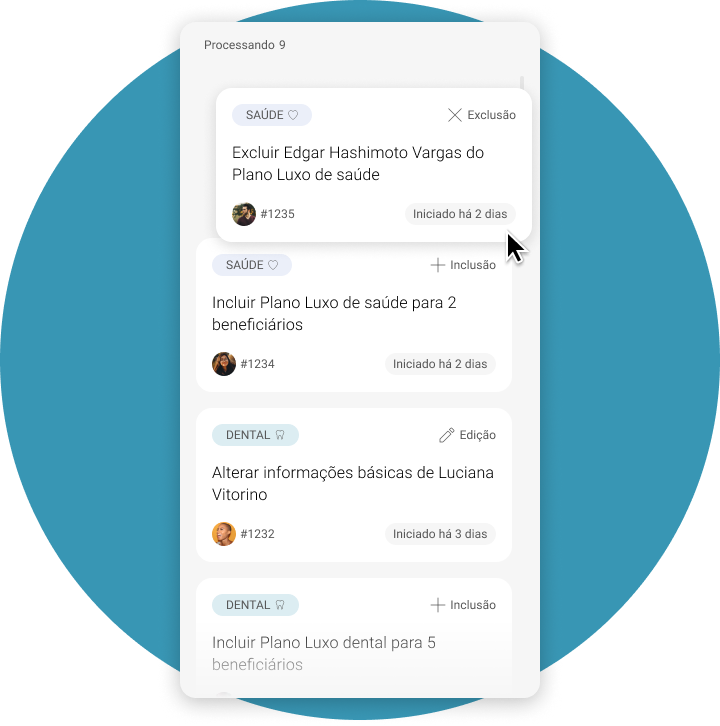 Processando 9
SAÚDE
Exclusão
Excluir Edgar Hashimoto Vargas do
Plano Luxo de saúde
#1235
Iniciado há 2 dias
SAÚDE
Inclusão
Incluir Plano Luxo de saúde para 2
beneficiários
#1234
Iniciado há 2 dias
DENTAL
Edição
Alterar informações básicas de Luciana
Vitorino
#1232
Iniciado há 3 dias
DENTAL
Inclusão
Incluir Plano Luxo dental para 5
beneficiários